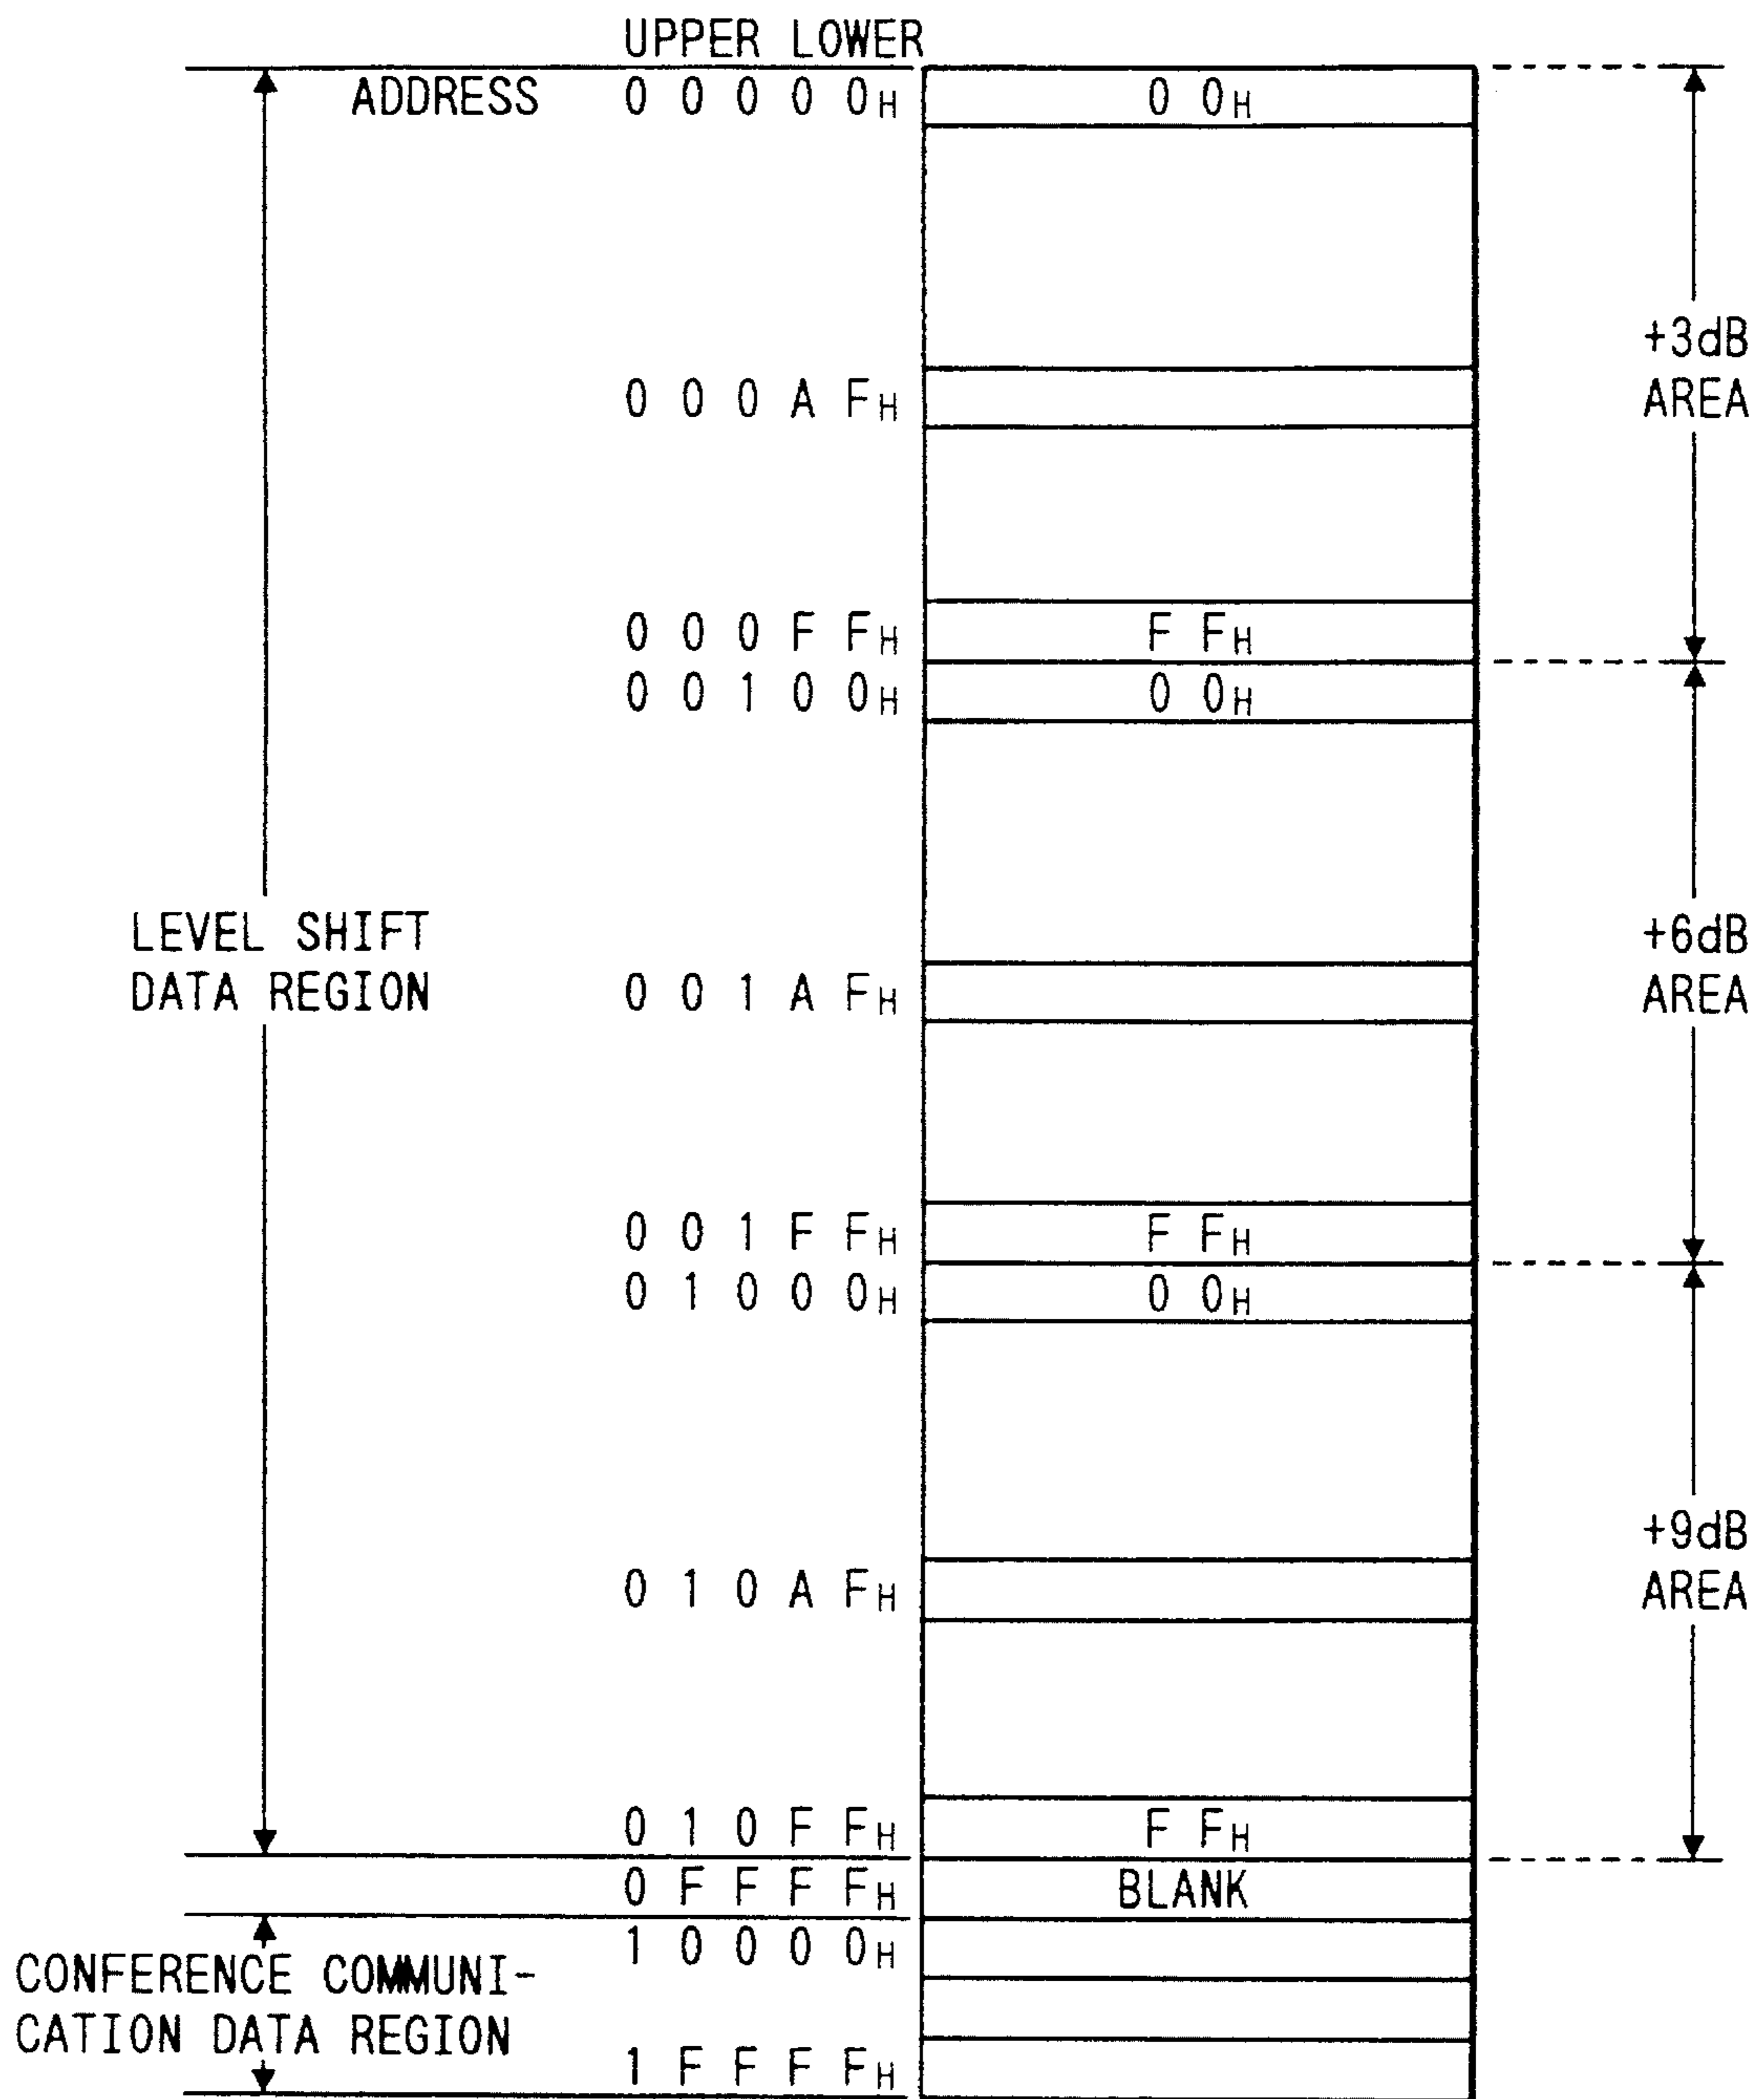 UPPER LOWER
ADDRESS 0 0 0 0 0H 0 0H
+3dB
AREA
0 0 0 A FH
0 0 0 F FH F FH
0 0 1 0 0H 0 0H
LEVEL SHIFT
DATA REGION
+6dB
AREA
0 0 1 A FH
0 0 1 F FH F FH
0 1 0 0 0H 0 0H
+9dB
AREA
0 1 0 A FH
0 1 0 F FH F FH
0 F F F FH BLANK
1 0 0 0 0H
CONFERENCE COMMUNI-
CATION DATA REGION
1 F F F FH